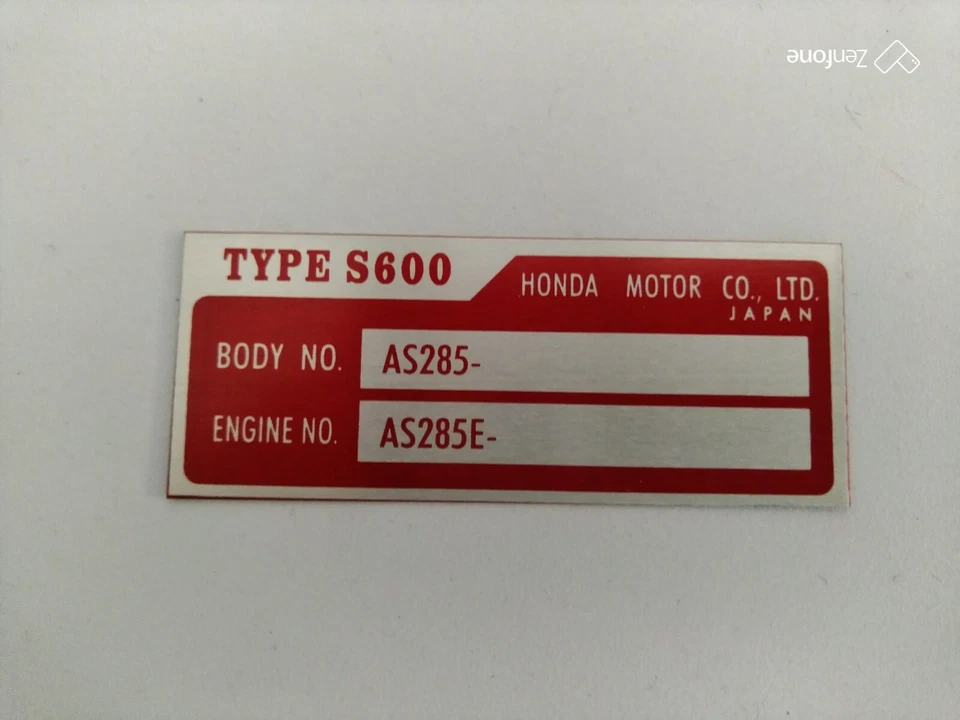 Zenfone
TYPE S600
HONDA MOTOR CO., LTD.
JAPAN
BODY NO. AS285-
ENGINE NO. AS285E-